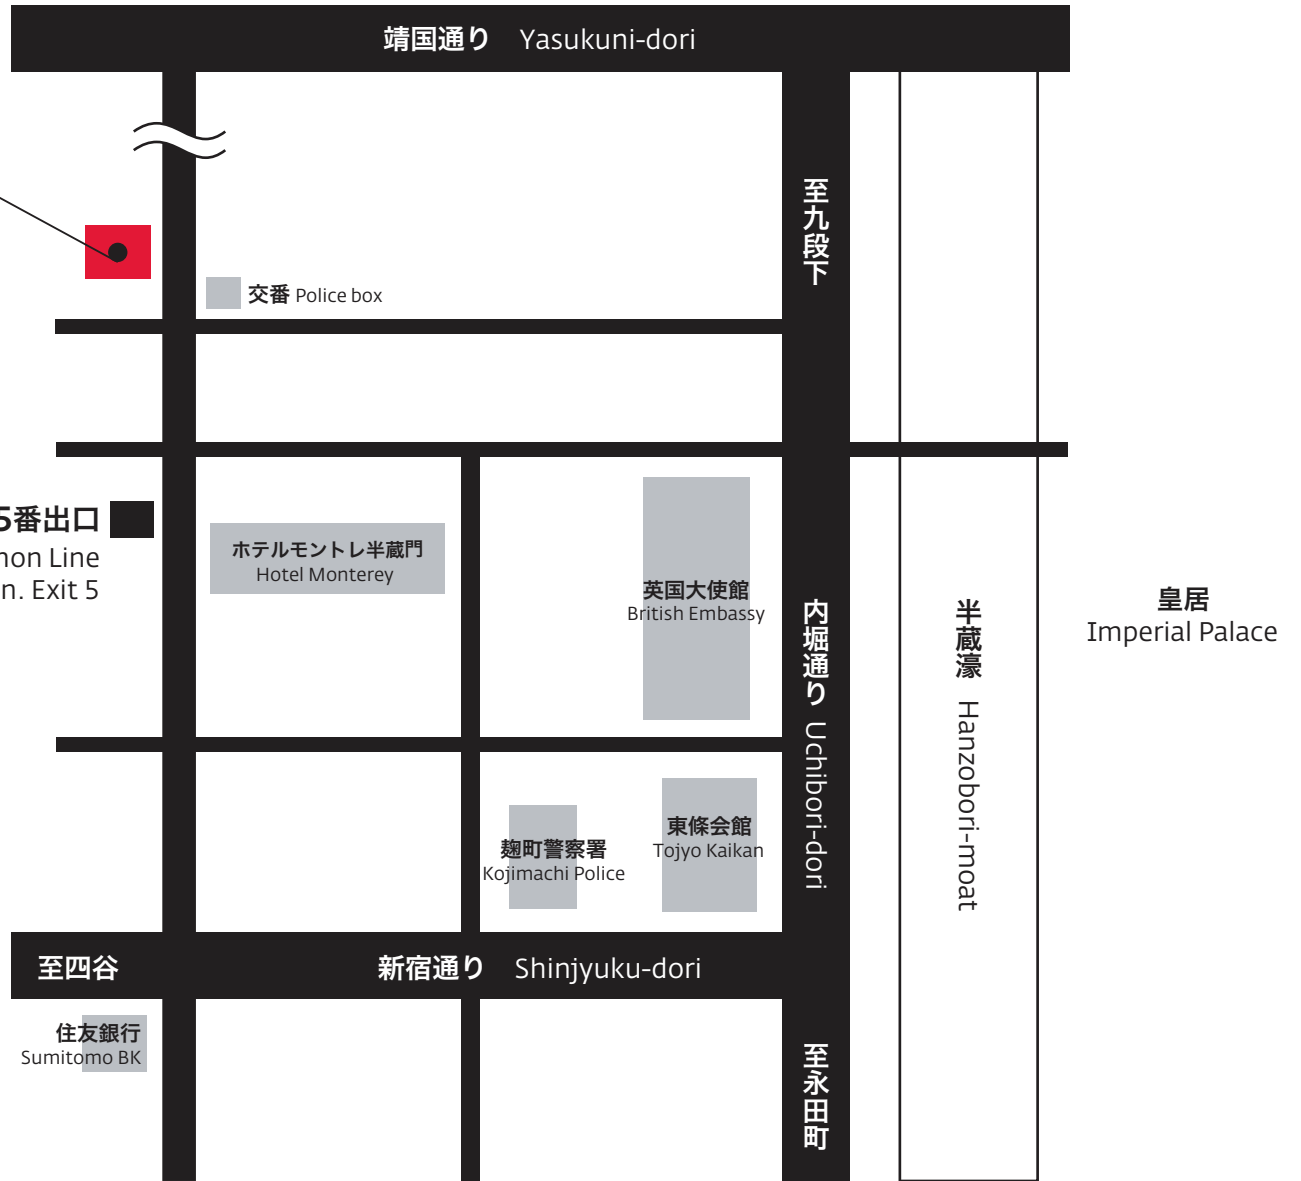 靖国通り Yasukuni-dori
至九段下
交番 Police box
5番出口
Line
Exit 5
ホテルモントレ半蔵門
Hotel Monterey
英国大使館
British Embassy
内堀通り Uchibori-dori
半蔵濠 Hanzobori-moat
皇居
Imperial Palace
麹町警察署
Kojimachi Police
東條会館
Tojyo Kaikan
至四谷
新宿通り Shinjyuku-dori
住友銀行
Sumitomo BK
至永田町